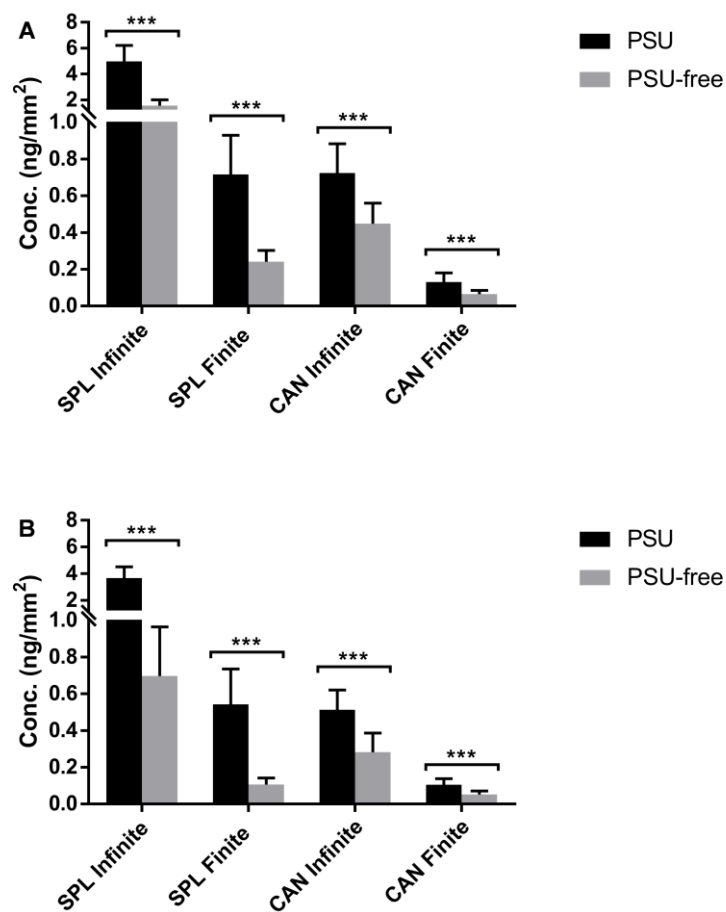 A
Conc. (ng/mm²)
8
6
4
2
1.0
0.8
0.6
0.4
0.2
0.0
***
***
***
***
SPL Infinite
SPL Finite
CAN Infinite
CAN Finite
PSU
PSU-free
B
Conc. (ng/mm²)
8
6
4
2
1.0
0.8
0.6
0.4
0.2
0.0
***
***
***
***
SPL Infinite
SPL Finite
CAN Infinite
CAN Finite
PSU
PSU-free